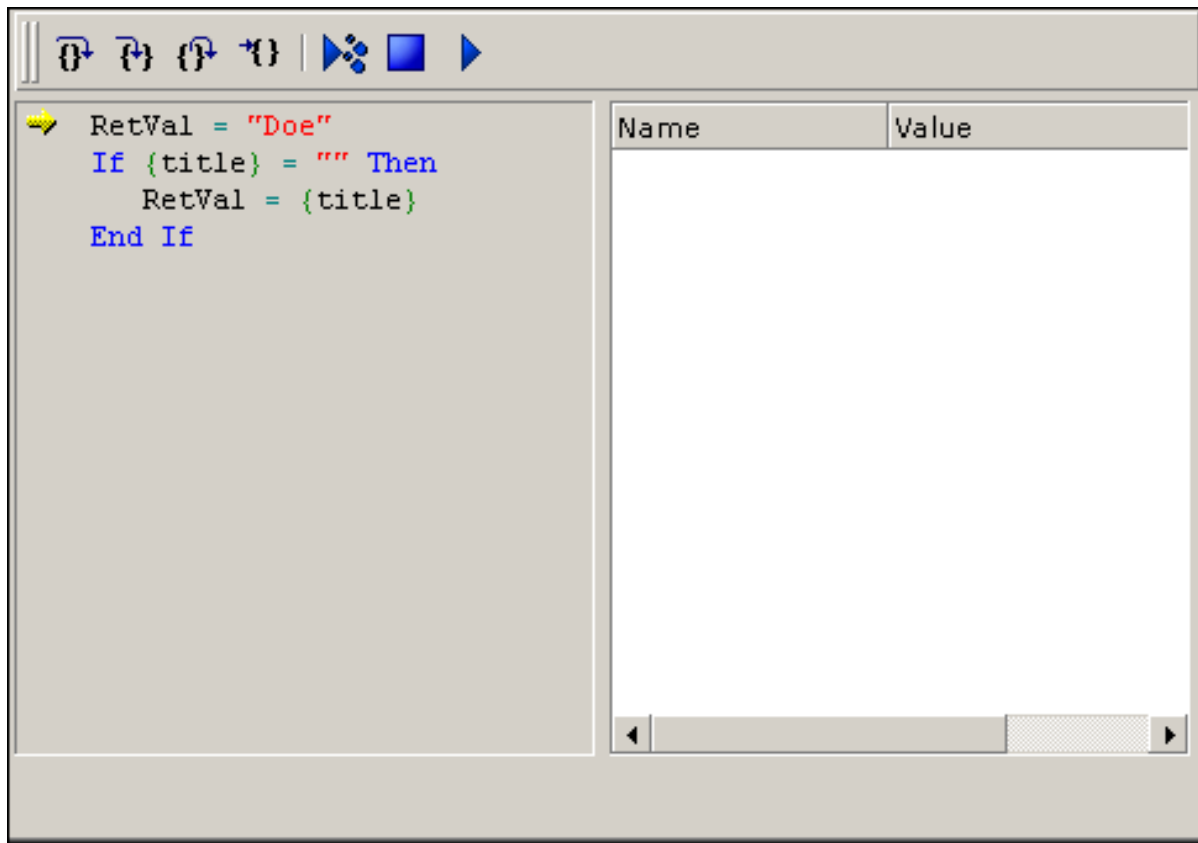 RetVal = "Doe"
If {title} = "" Then
RetVal = {title}
End If
Name Value